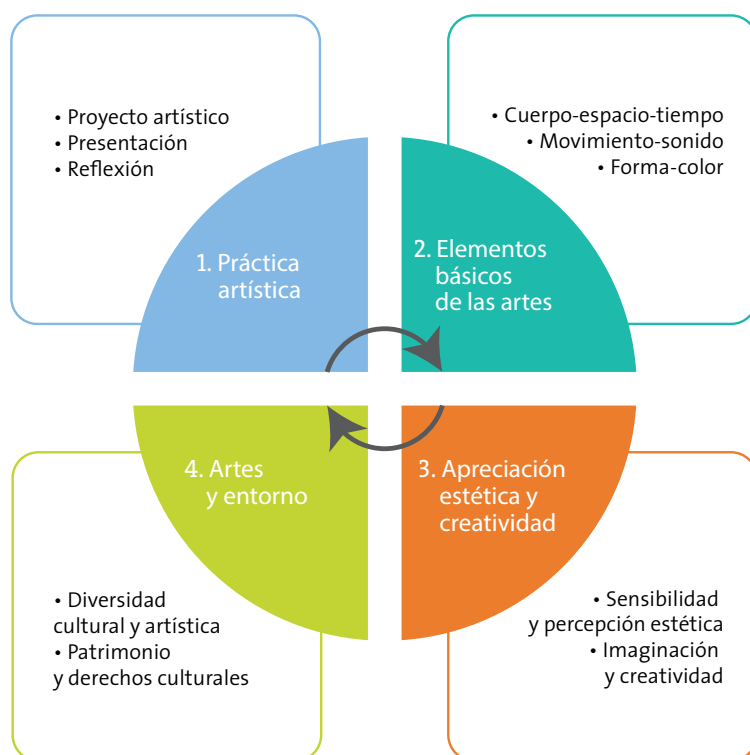 • Proyecto artístico
• Presentación
• Reflexión
1. Práctica
artística
• Cuerpo-espacio-tiempo
• Movimiento-sonido
• Forma-color
2. Elementos
básicos
de las artes
4. Artes
y entorno
• Diversidad
cultural y artística
• Patrimonio
y derechos culturales
3. Apreciación
estética y
creatividad
• Sensibilidad
y percepción estética
• Imaginación
y creatividad